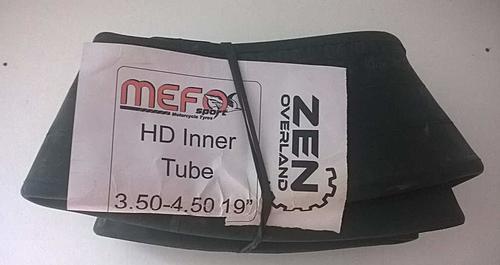 MEFO
sport
Motorcycle Tyres
HD Inner
Tube
3.50-4.50 19"
ZEN
OVERLAND